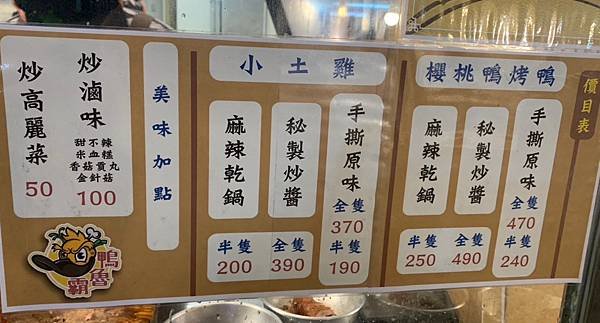 價目表
櫻桃鴨烤鴨
手撕原味
全隻
470
半隻
240
秘製炒醬
麻辣乾鍋
全隻
490
半隻
250
小土雞
手撕原味
全隻
370
半隻
190
秘製炒醬
麻辣乾鍋
全隻
390
半隻
200
美味加點
炒滷味
甜不辣
米血糕
香菇貢丸
金針菇
100
炒高麗菜
50
鴨魯霸